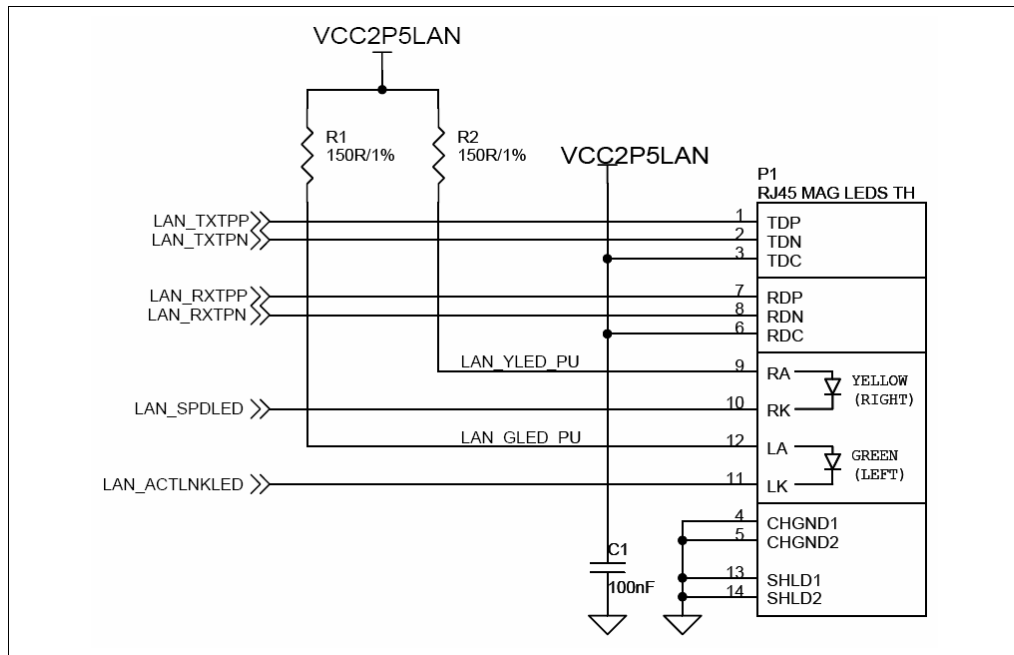 VCC2P5LAN
R1
150R/1%
R2
150R/1%
VCC2P5LAN
P1
RJ45 MAG LEDS TH
LAN_TXTPP 1 TDP
LAN_TXTPN 2 TDN
3 TDC
LAN_RXTPP 7 RDP
LAN_RXTPN 8 RDN
6 RDC
LAN_YLED_PU 9 RA
YELLOW
(RIGHT)
LAN_SPDLED 10 RK
LAN_GLED_PU 12 LA
GREEN
(LEFT)
LAN_ACTLNKLED 11 LK
4 CHGND1
5 CHGND2
C1
100nF
13 SHLD1
14 SHLD2